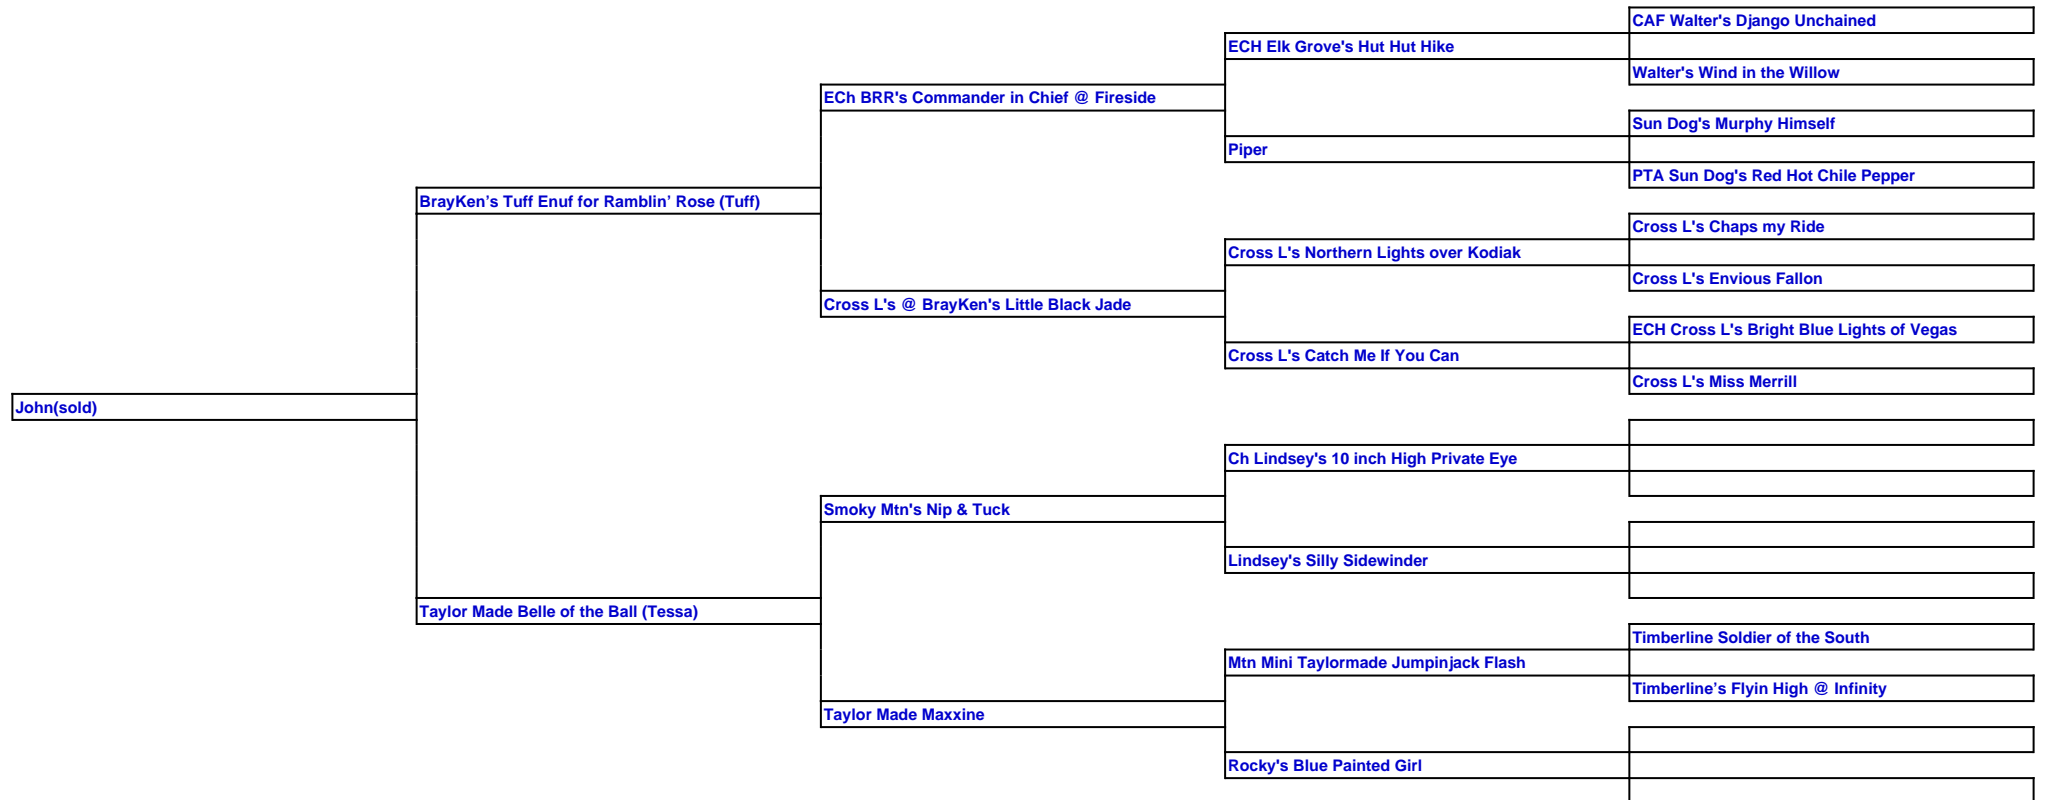 CAF Walter's Django Unchained
ECH Elk Grove's Hut Hut Hike
Walter's Wind in the Willow
ECh BRR's Commander in Chief @ Fireside
Sun Dog's Murphy Himself
Piper
PTA Sun Dog's Red Hot Chile Pepper
BrayKen’s Tuff Enuf for Ramblin’ Rose (Tuff)
Cross L's Chaps my Ride
Cross L's Northern Lights over Kodiak
Cross L's Envious Fallon
Cross L's @ BrayKen's Little Black Jade
ECH Cross L's Bright Blue Lights of Vegas
Cross L's Catch Me If You Can
Cross L's Miss Merrill
John(sold)
Ch Lindsey's 10 inch High Private Eye
Smoky Mtn's Nip & Tuck
Lindsey's Silly Sidewinder
Taylor Made Belle of the Ball (Tessa)
Timberline Soldier of the South
Mtn Mini Taylormade Jumpinjack Flash
Timberline’s Flyin High @ Infinity
Taylor Made Maxxine
Rocky's Blue Painted Girl